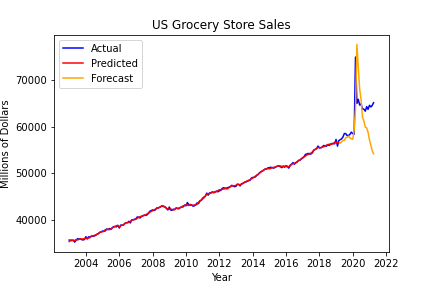 US Grocery Store Sales
Actual
Predicted
Forecast
Millions of Dollars
70000
60000
50000
40000
2004 2006 2008 2010 2012 2014 2016 2018 2020 2022
Year